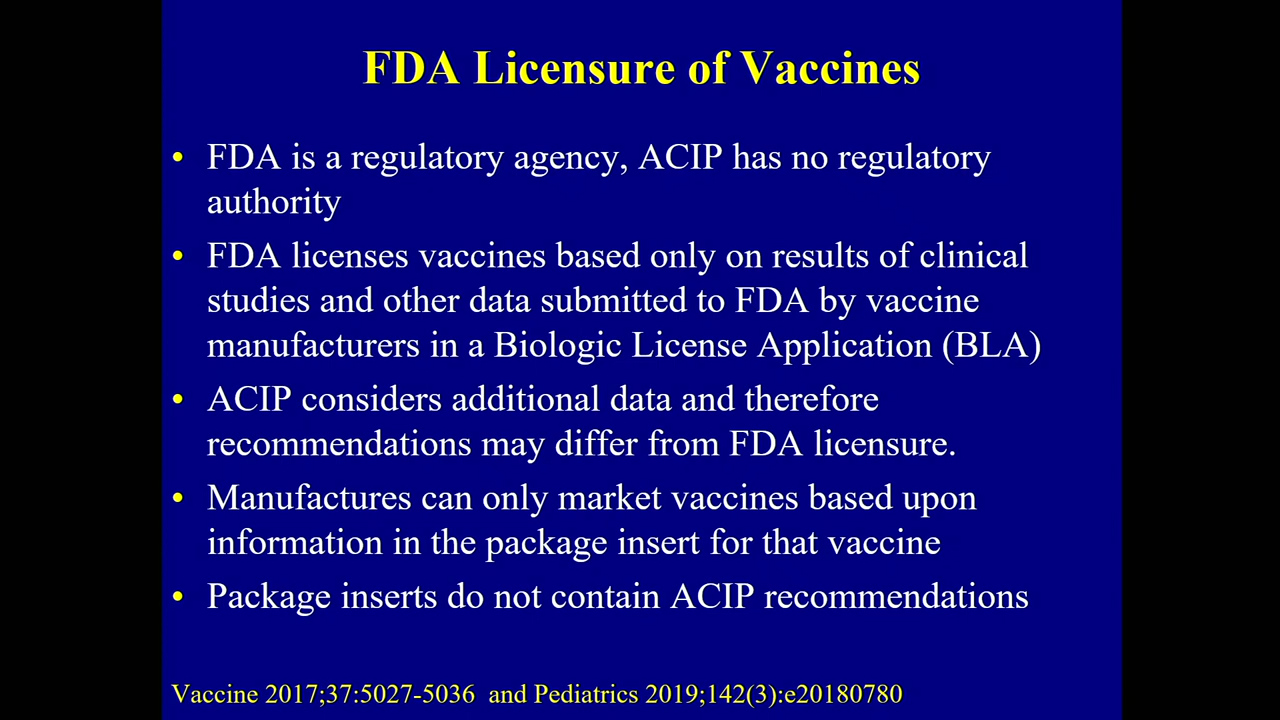 FDA Licensure of Vaccines
• FDA is a regulatory agency, ACIP has no regulatory
authority
• FDA licenses vaccines based only on results of clinical
studies and other data submitted to FDA by vaccine
manufacturers in a Biologic License Application (BLA)
• ACIP considers additional data and therefore
recommendations may differ from FDA licensure.
• Manufactures can only market vaccines based upon
information in the package insert for that vaccine
• Package inserts do not contain ACIP recommendations
Vaccine 2017;37:5027-5036 and Pediatrics 2019;142(3):e20180780